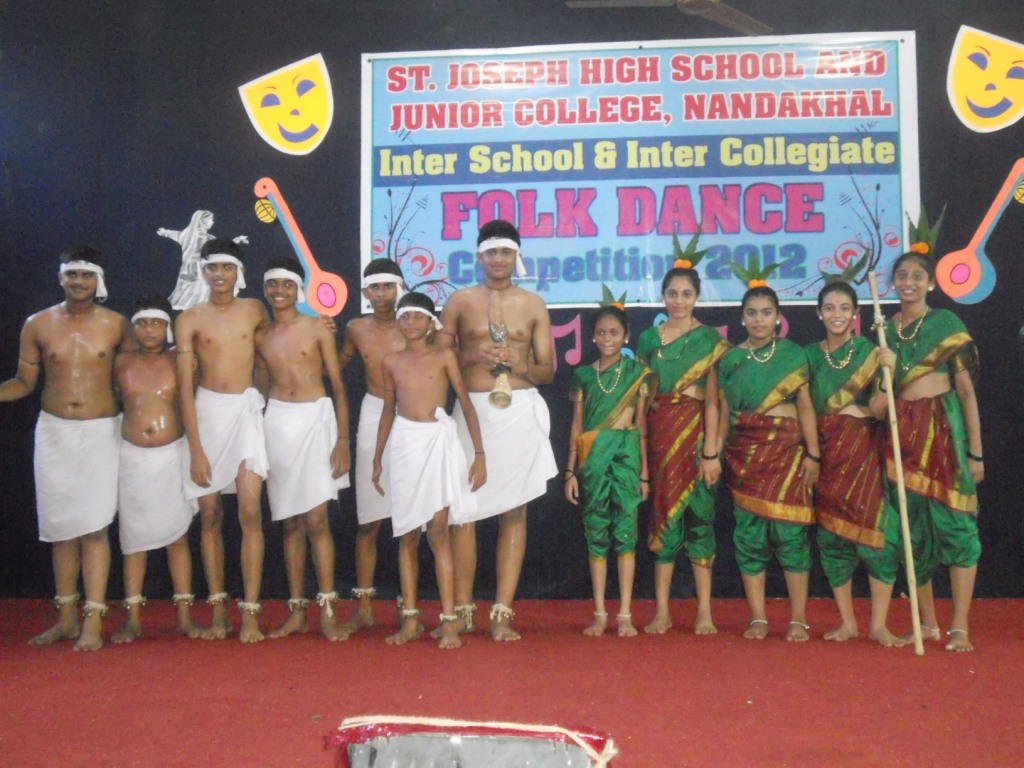 ST. JOSEPH HIGH SCHOOL AND
JUNIOR COLLEGE, NANDAKHAL
Inter School & Inter Collegiate
FOLK DANCE
Competition 2012